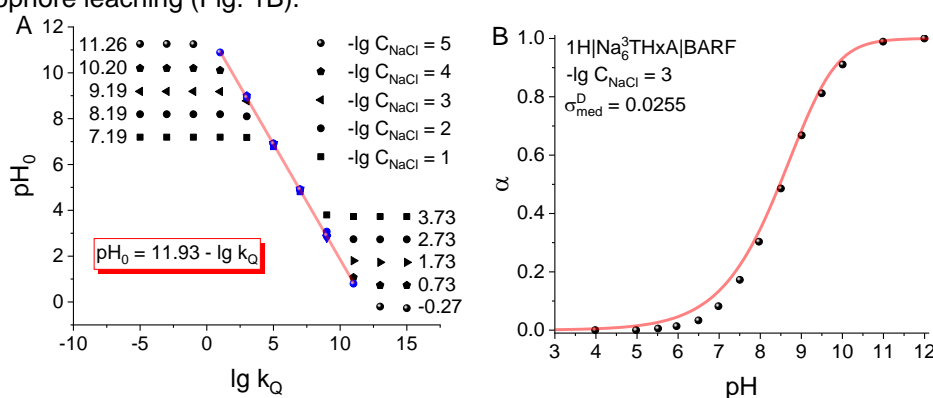 ophore leaching (Fig. 1B).
A
12
10
8
6
4
2
0
11.26
10.20
9.19
8.19
7.19
-lg C_NaCl = 5
-lg C_NaCl = 4
-lg C_NaCl = 3
-lg C_NaCl = 2
-lg C_NaCl = 1
3.73
2.73
1.73
0.73
-0.27
pH_0 = 11.93 - lg k_Q
pH_0
-10 -5 0 5 10 15
lg k_Q
B
1.0
0.8
0.6
0.4
0.2
0.0
1H|Na_6^3THxA|BARF
-lg C_NaCl = 3
σ_med^D = 0.0255
α
3 4 5 6 7 8 9 10 11 12
pH